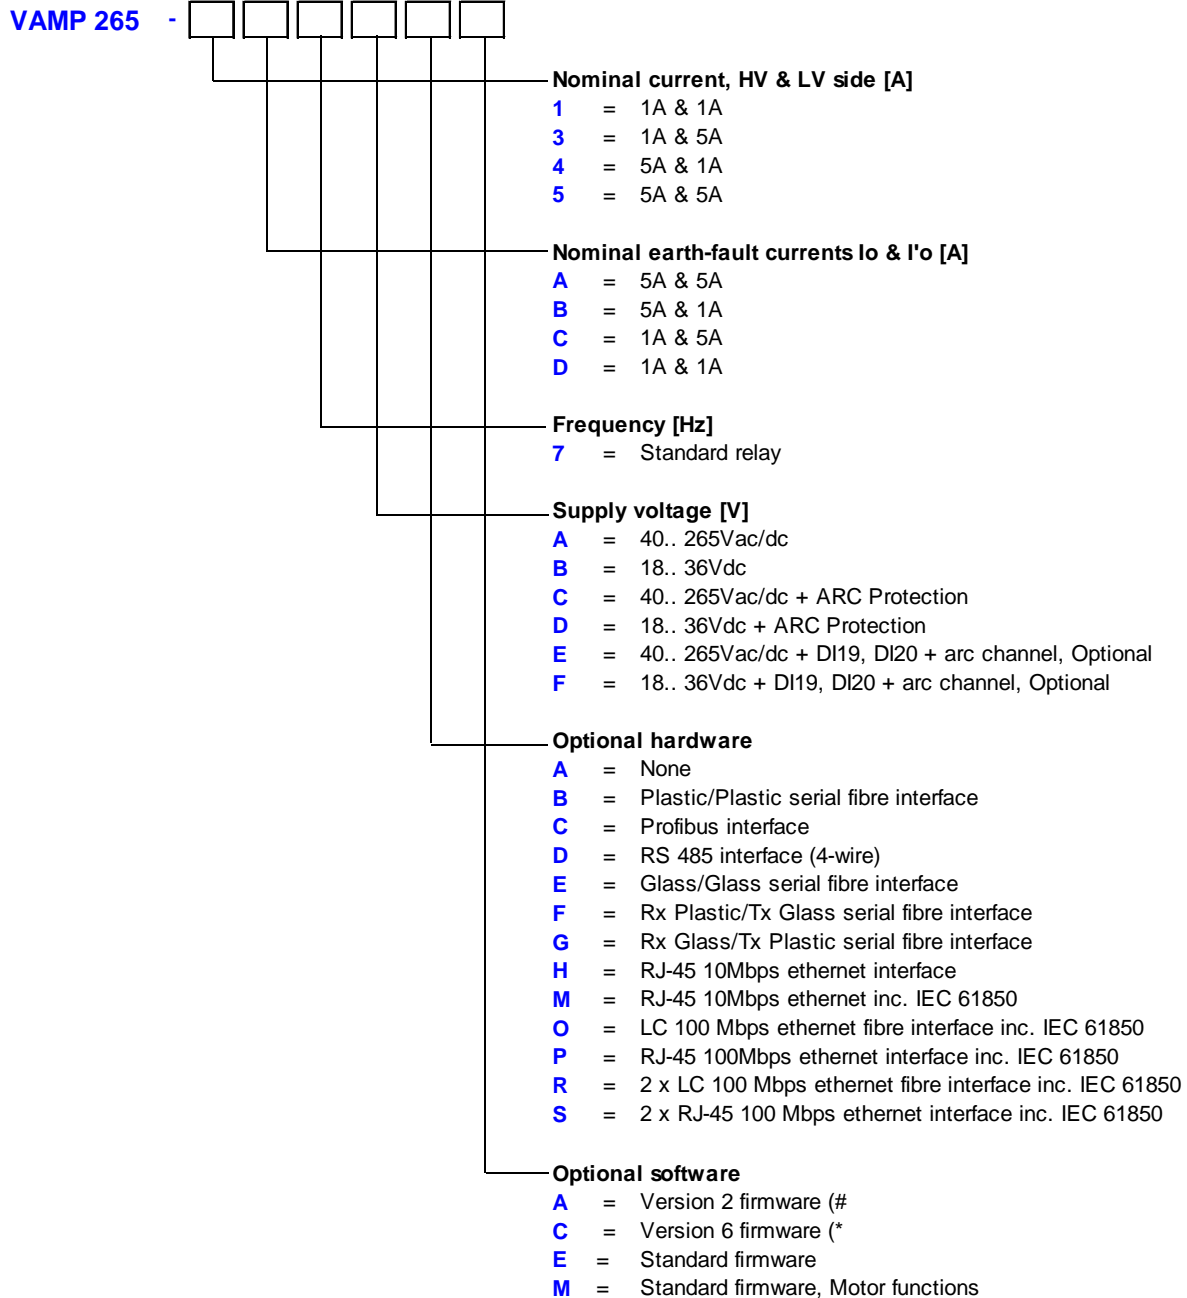 VAMP 265 -
Nominal current, HV & LV side [A]
1 = 1A & 1A
3 = 1A & 5A
4 = 5A & 1A
5 = 5A & 5A
Nominal earth-fault currents Io & I'o [A]
A = 5A & 5A
B = 5A & 1A
C = 1A & 5A
D = 1A & 1A
Frequency [Hz]
7 = Standard relay
Supply voltage [V]
A = 40.. 265Vac/dc
B = 18.. 36Vdc
C = 40.. 265Vac/dc + ARC Protection
D = 18.. 36Vdc + ARC Protection
E = 40.. 265Vac/dc + DI19, DI20 + arc channel, Optional
F = 18.. 36Vdc + DI19, DI20 + arc channel, Optional
Optional hardware
A = None
B = Plastic/Plastic serial fibre interface
C = Profibus interface
D = RS 485 interface (4-wire)
E = Glass/Glass serial fibre interface
F = Rx Plastic/Tx Glass serial fibre interface
G = Rx Glass/Tx Plastic serial fibre interface
H = RJ-45 10Mbps ethernet interface
M = RJ-45 10Mbps ethernet inc. IEC 61850
O = LC 100 Mbps ethernet fibre interface inc. IEC 61850
P = RJ-45 100Mbps ethernet interface inc. IEC 61850
R = 2 x LC 100 Mbps ethernet fibre interface inc. IEC 61850
S = 2 x RJ-45 100 Mbps ethernet interface inc. IEC 61850
Optional software
A = Version 2 firmware (#
C = Version 6 firmware (*
E = Standard firmware
M = Standard firmware, Motor functions